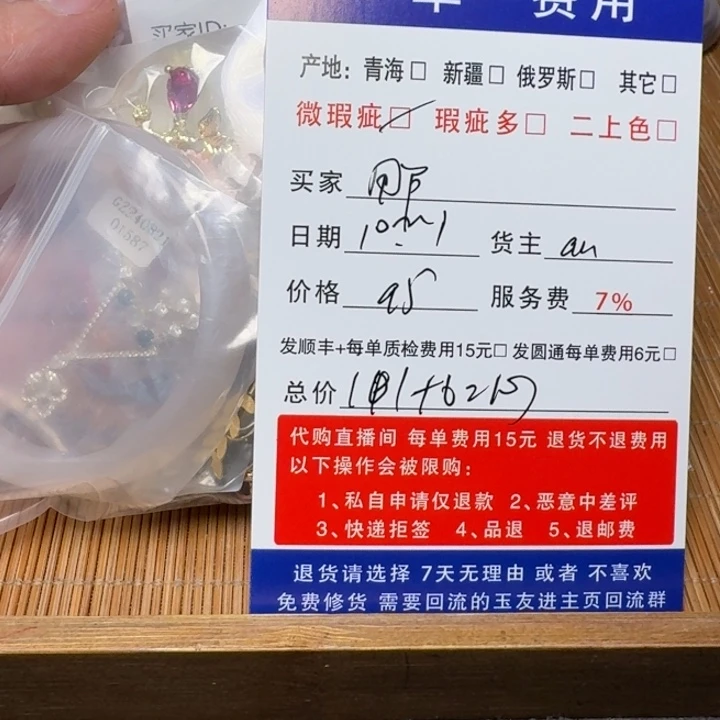 买家ID:
单 费用
产地: 青海□ 新疆□ 俄罗斯□ 其它□
微瑕疵□ 瑕疵多□ 二上色□
买家
日期 货主 au
价格 95 服务费 7%
发顺丰+每单质检费用15元□ 发圆通每单费用6元□
总价
代购直播间 每单费用15元 退货不退费用
以下操作会被限购:
1、私自申请仅退款 2、恶意中差评
3、快递拒签 4、品退 5、退邮费
退货请选择 7天无理由 或者 不喜欢
免费修货 需要回流的玉友进主页回流群
01587